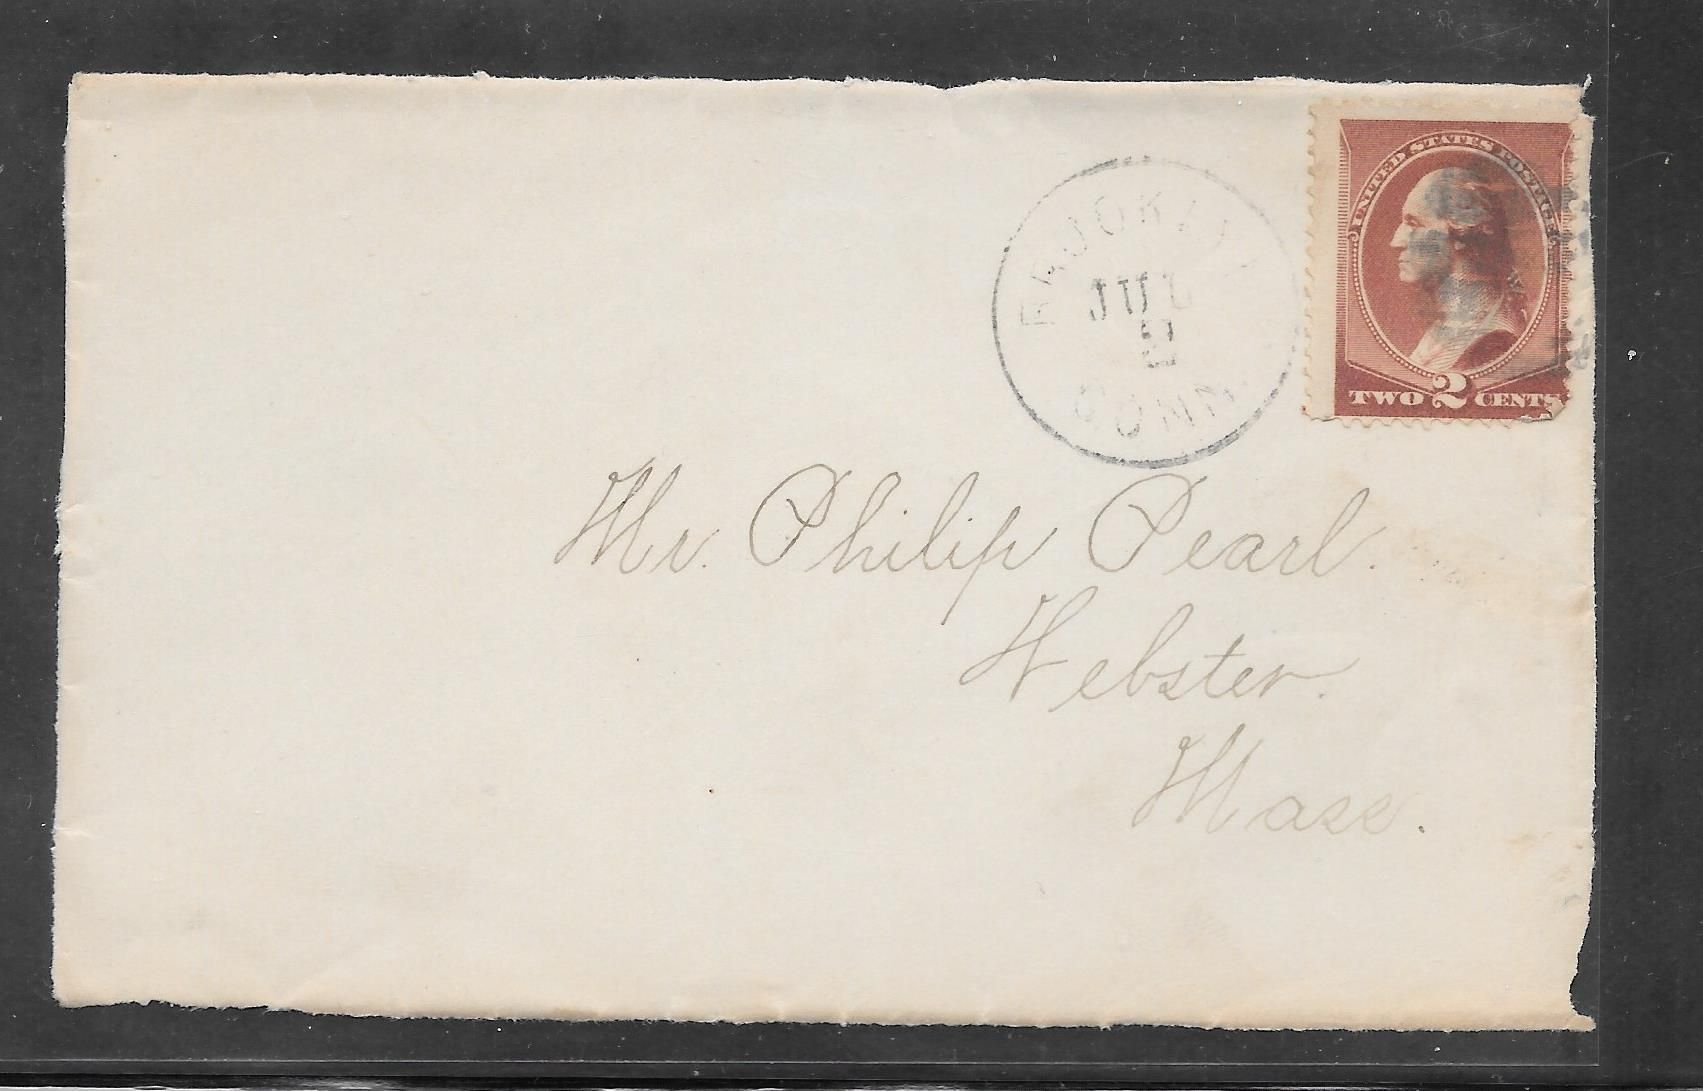 UNITED STATES POSTAGE
TWO 2 CENTS
JUL
CONN.
Mr. Philip Pearl.
Webster.
Mass.